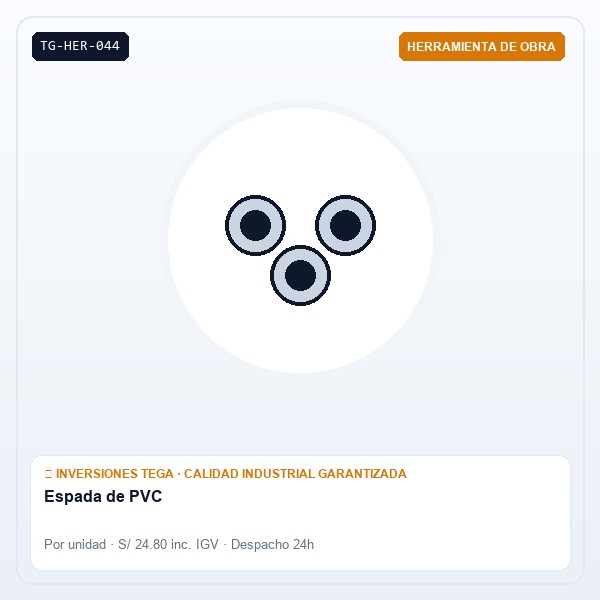 TG-HER-044
HERRAMIENTA DE OBRA
INVERSIONES TEGA · CALIDAD INDUSTRIAL GARANTIZADA
Espada de PVC
Por unidad · S/ 24.80 inc. IGV · Despacho 24h